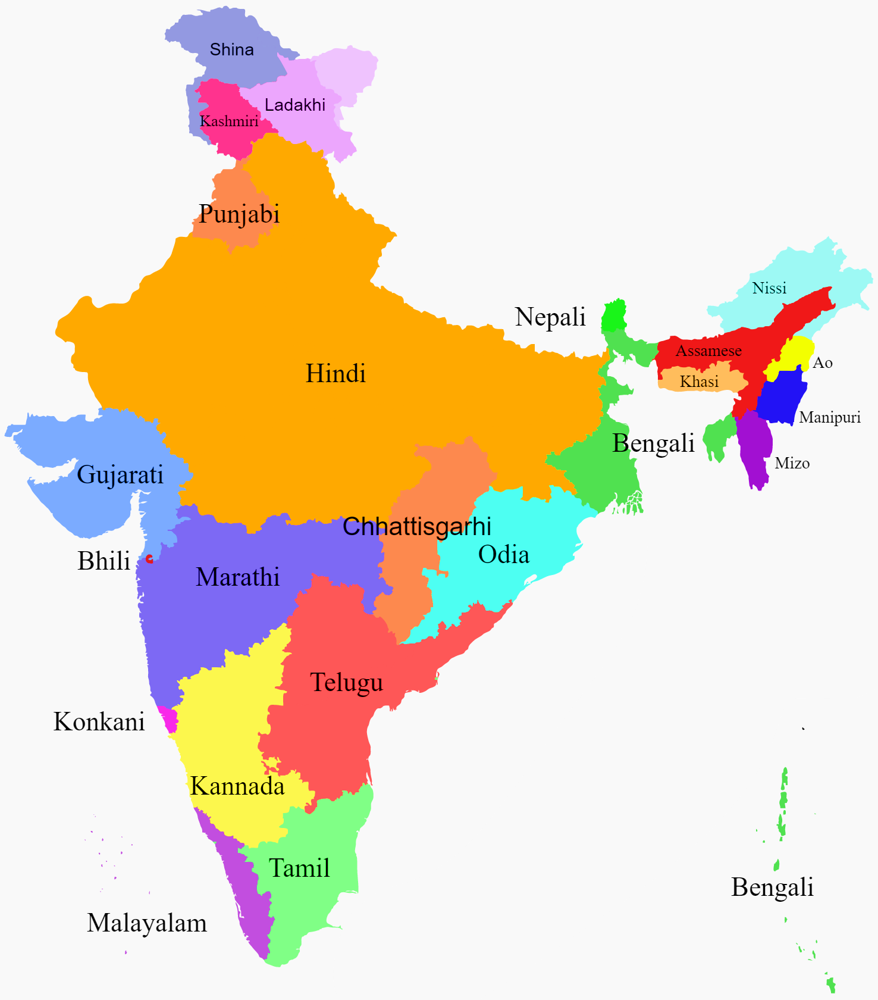 Shina
Ladakhi
Kashmiri
Punjabi
Nissi
Nepali
Assamese
Ao
Hindi
Khasi
Manipuri
Bengali
Mizo
Gujarati
Chhattisgarhi
Odia
Bhili
Marathi
Telugu
Konkani
Kannada
Tamil
Bengali
Malayalam